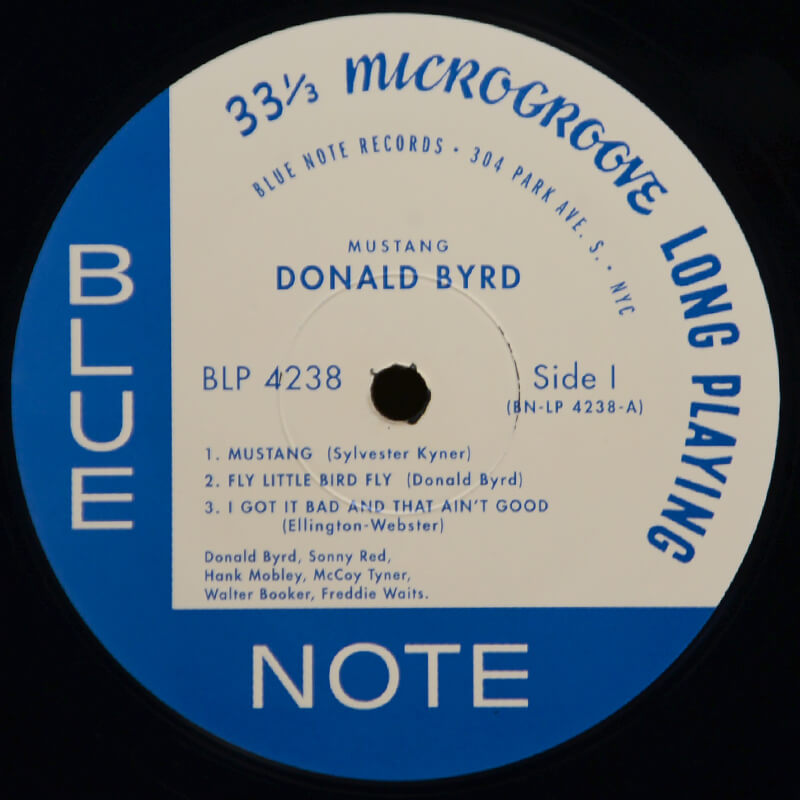 33⅓ MICROGROOVE LONG PLAYING
BLUE NOTE RECORDS · 304 PARK AVE. S. · NYC
MUSTANG
DONALD BYRD
BLP 4238
Side I
(BN-LP 4238-A)
1. MUSTANG (Sylvester Kyner)
2. FLY LITTLE BIRD FLY (Donald Byrd)
3. I GOT IT BAD AND THAT AIN'T GOOD
(Ellington-Webster)
Donald Byrd, Sonny Red,
Hank Mobley, McCoy Tyner,
Walter Booker, Freddie Waits.
BLUE
NOTE